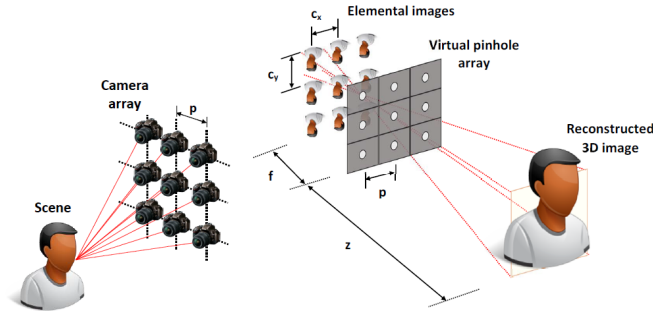 Scene
Camera
array
p
cx
cy
Elemental images
Virtual pinhole
array
f
p
z
Reconstructed
3D image